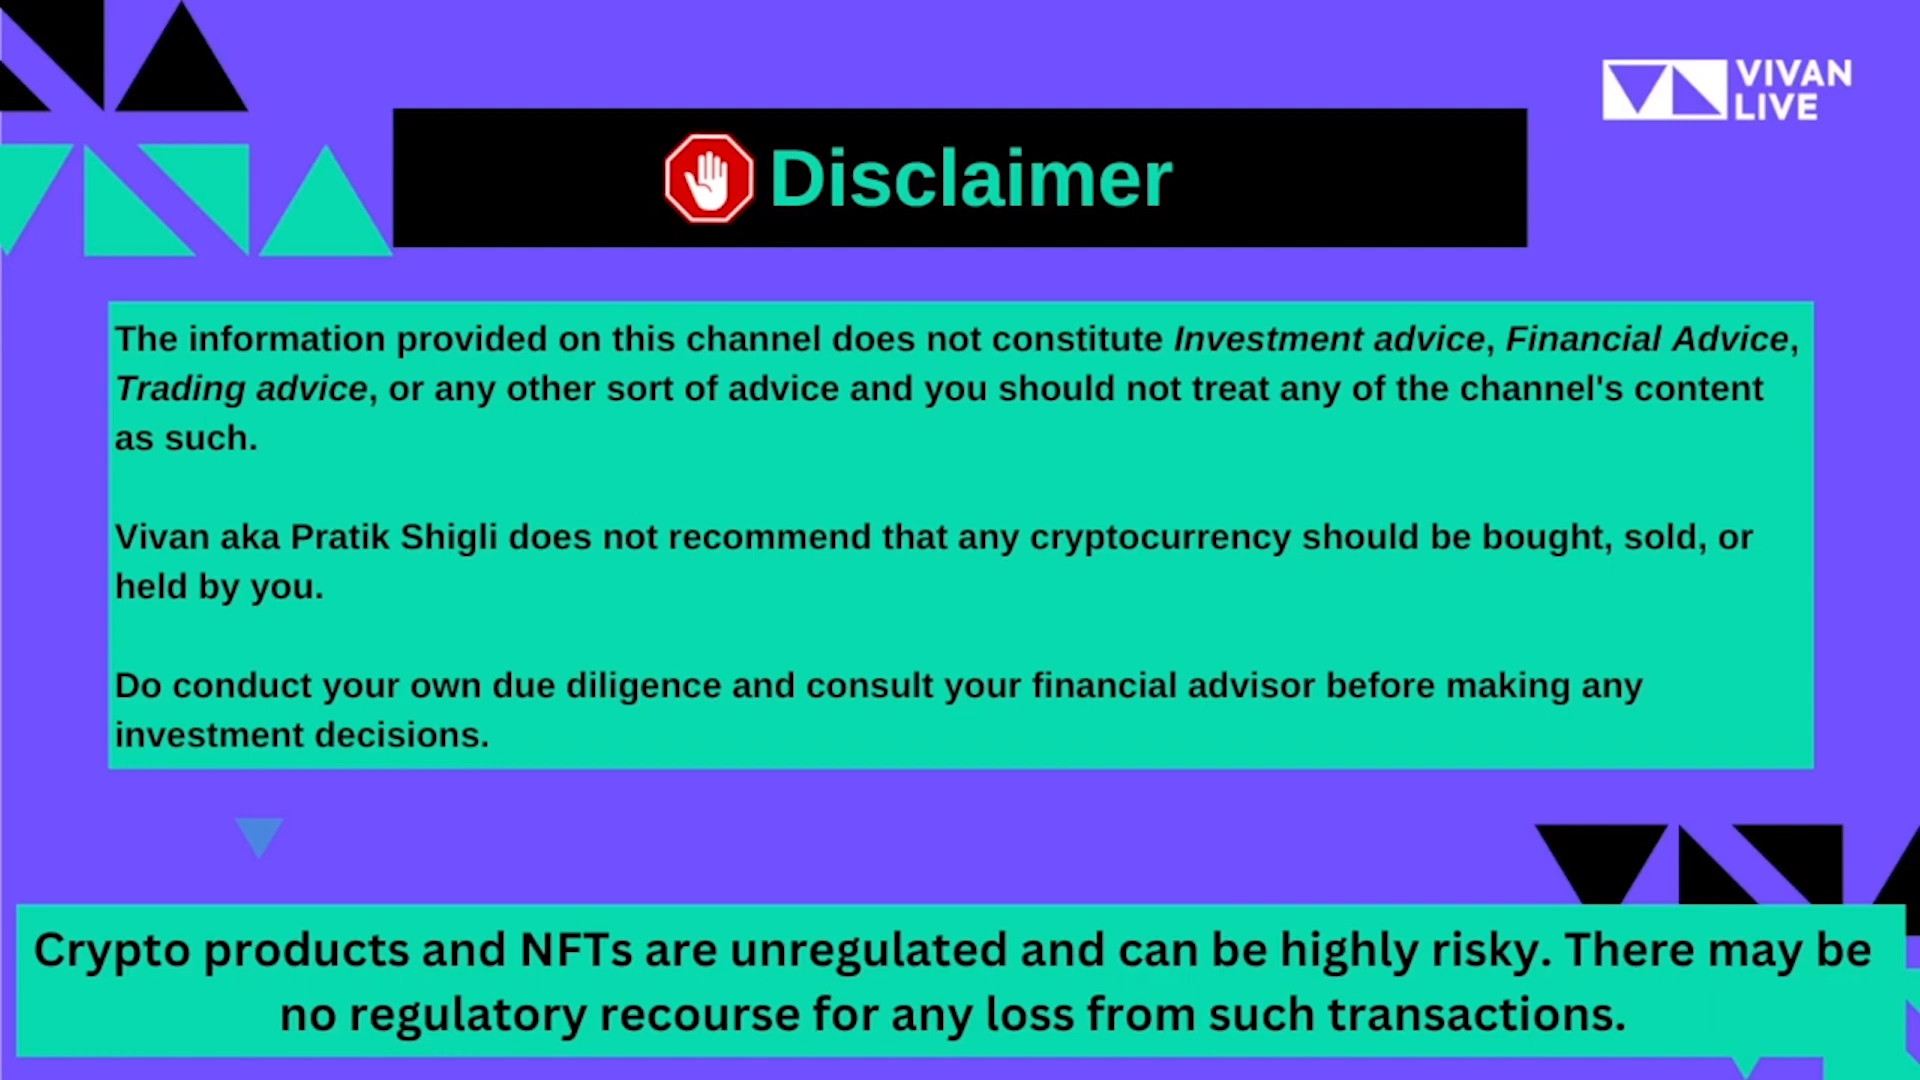 VIVAN
LIVE
Disclaimer
The information provided on this channel does not constitute Investment advice, Financial Advice,
Trading advice, or any other sort of advice and you should not treat any of the channel's content
as such.
Vivan aka Pratik Shigli does not recommend that any cryptocurrency should be bought, sold, or
held by you.
Do conduct your own due diligence and consult your financial advisor before making any
investment decisions.
Crypto products and NFTs are unregulated and can be highly risky. There may be
no regulatory recourse for any loss from such transactions.